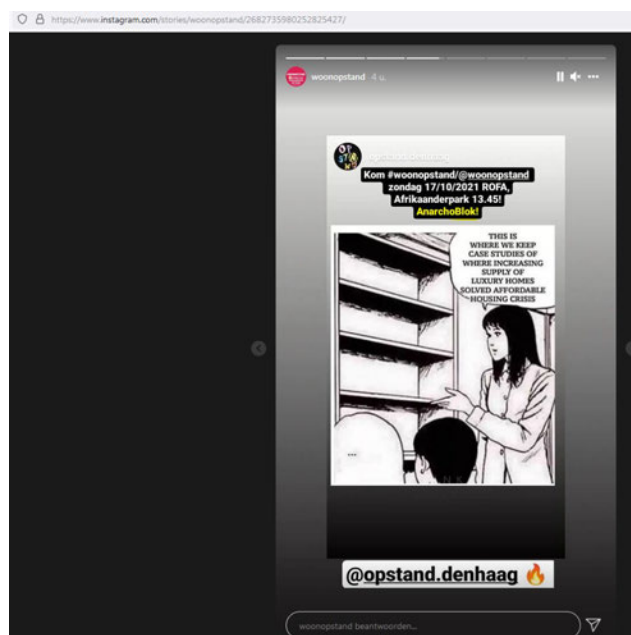 https://www.instagram.com/stories/woonopstand/2682735980252825427/
woonopstand 4 u.
opstand.denhaag
Kom #woonopstand/@woonopstand
zondag 17/10/2021 ROFA,
Afrikaanderpark 13.45!
AnarchoBlok!
THIS IS
WHERE WE KEEP
CASE STUDIES OF
WHERE INCREASING
SUPPLY OF
LUXURY HOMES
SOLVED AFFORDABLE
HOUSING CRISIS
...
@opstand.denhaag 🔥
woonopstand beantwoorden...